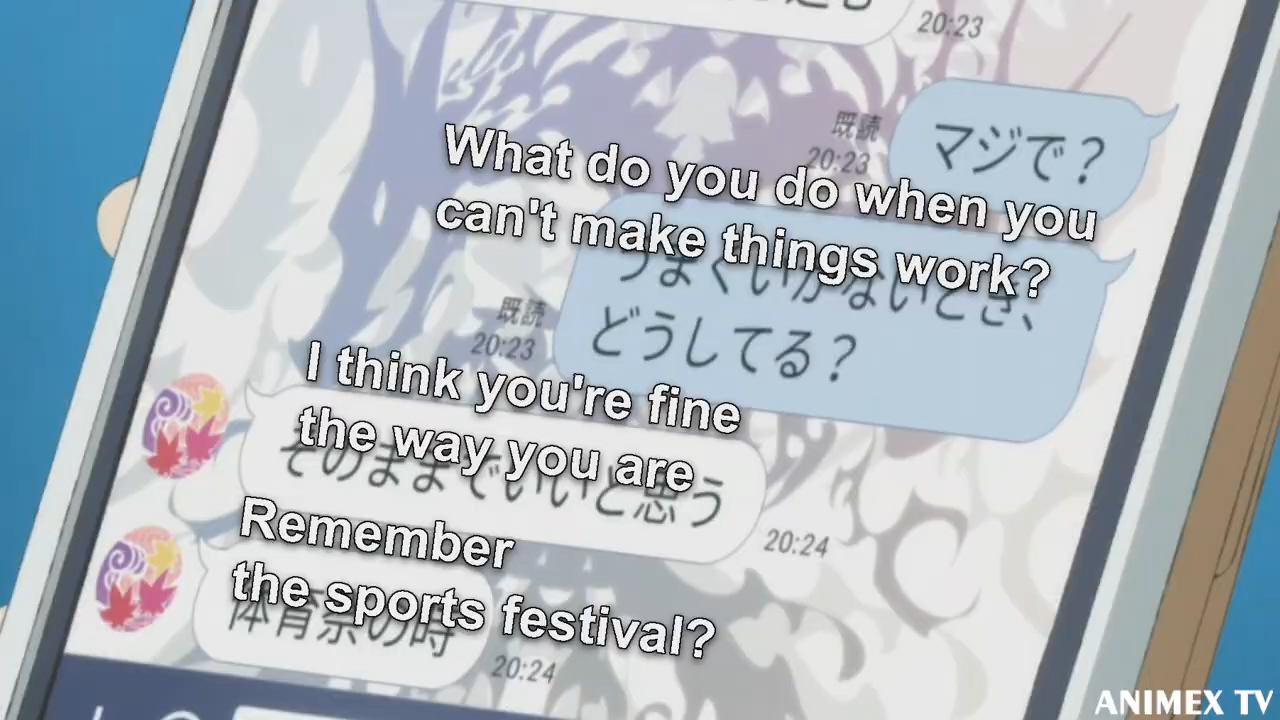 20:23
マジで？
既読
20:23
What do you do when you
can't make things work?
うまくいかないとき、
どうしてる？
既読
20:23
I think you're fine
the way you are
そのままでいいと思う
20:24
Remember
the sports festival?
体育祭の時
20:24
ANIMEX TV